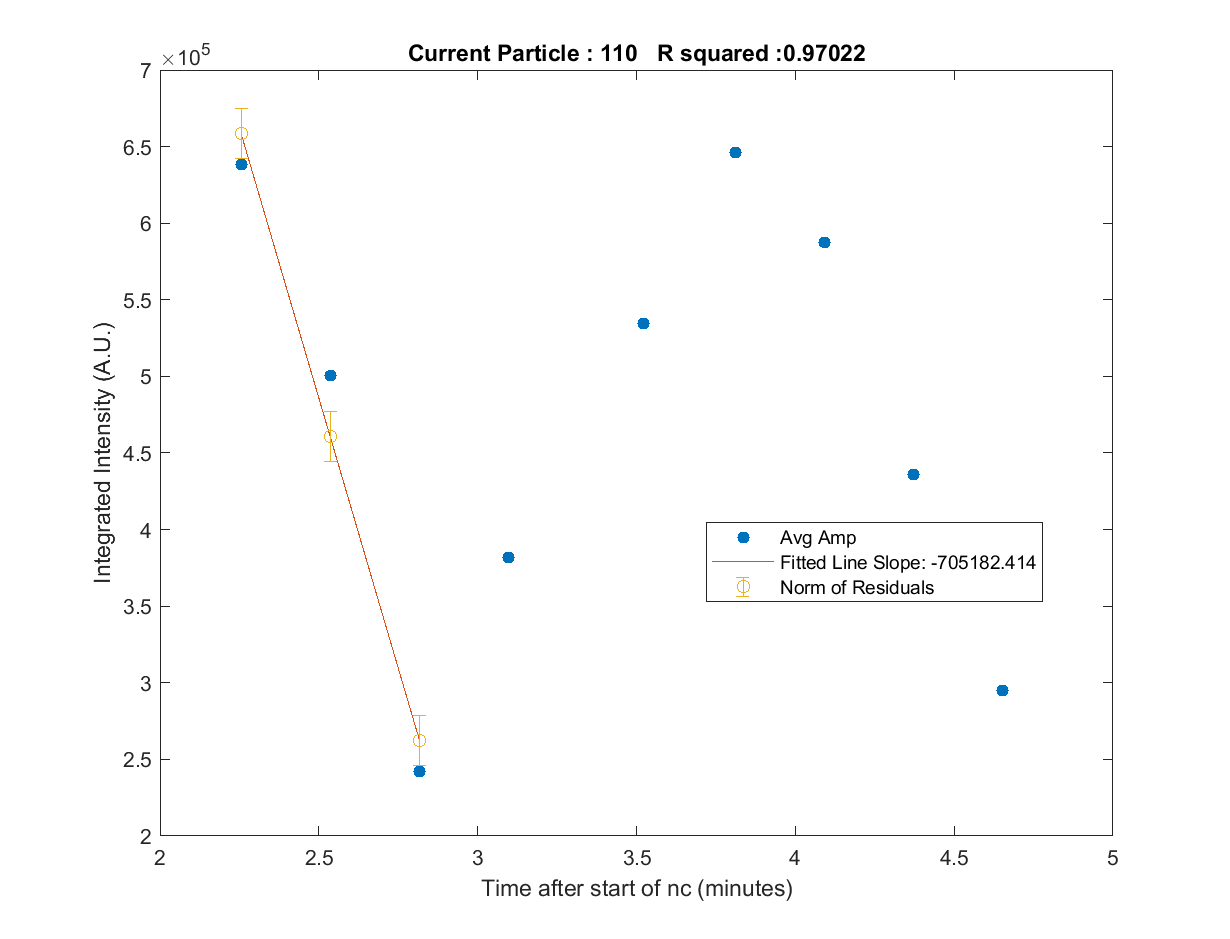 Current Particle : 110 R squared :0.97022
×10^5
7
6.5
6
5.5
5
4.5
4
3.5
3
2.5
2
Integrated Intensity (A.U.)
Avg Amp
Fitted Line Slope: -705182.414
Norm of Residuals
2 2.5 3 3.5 4 4.5 5
Time after start of nc (minutes)